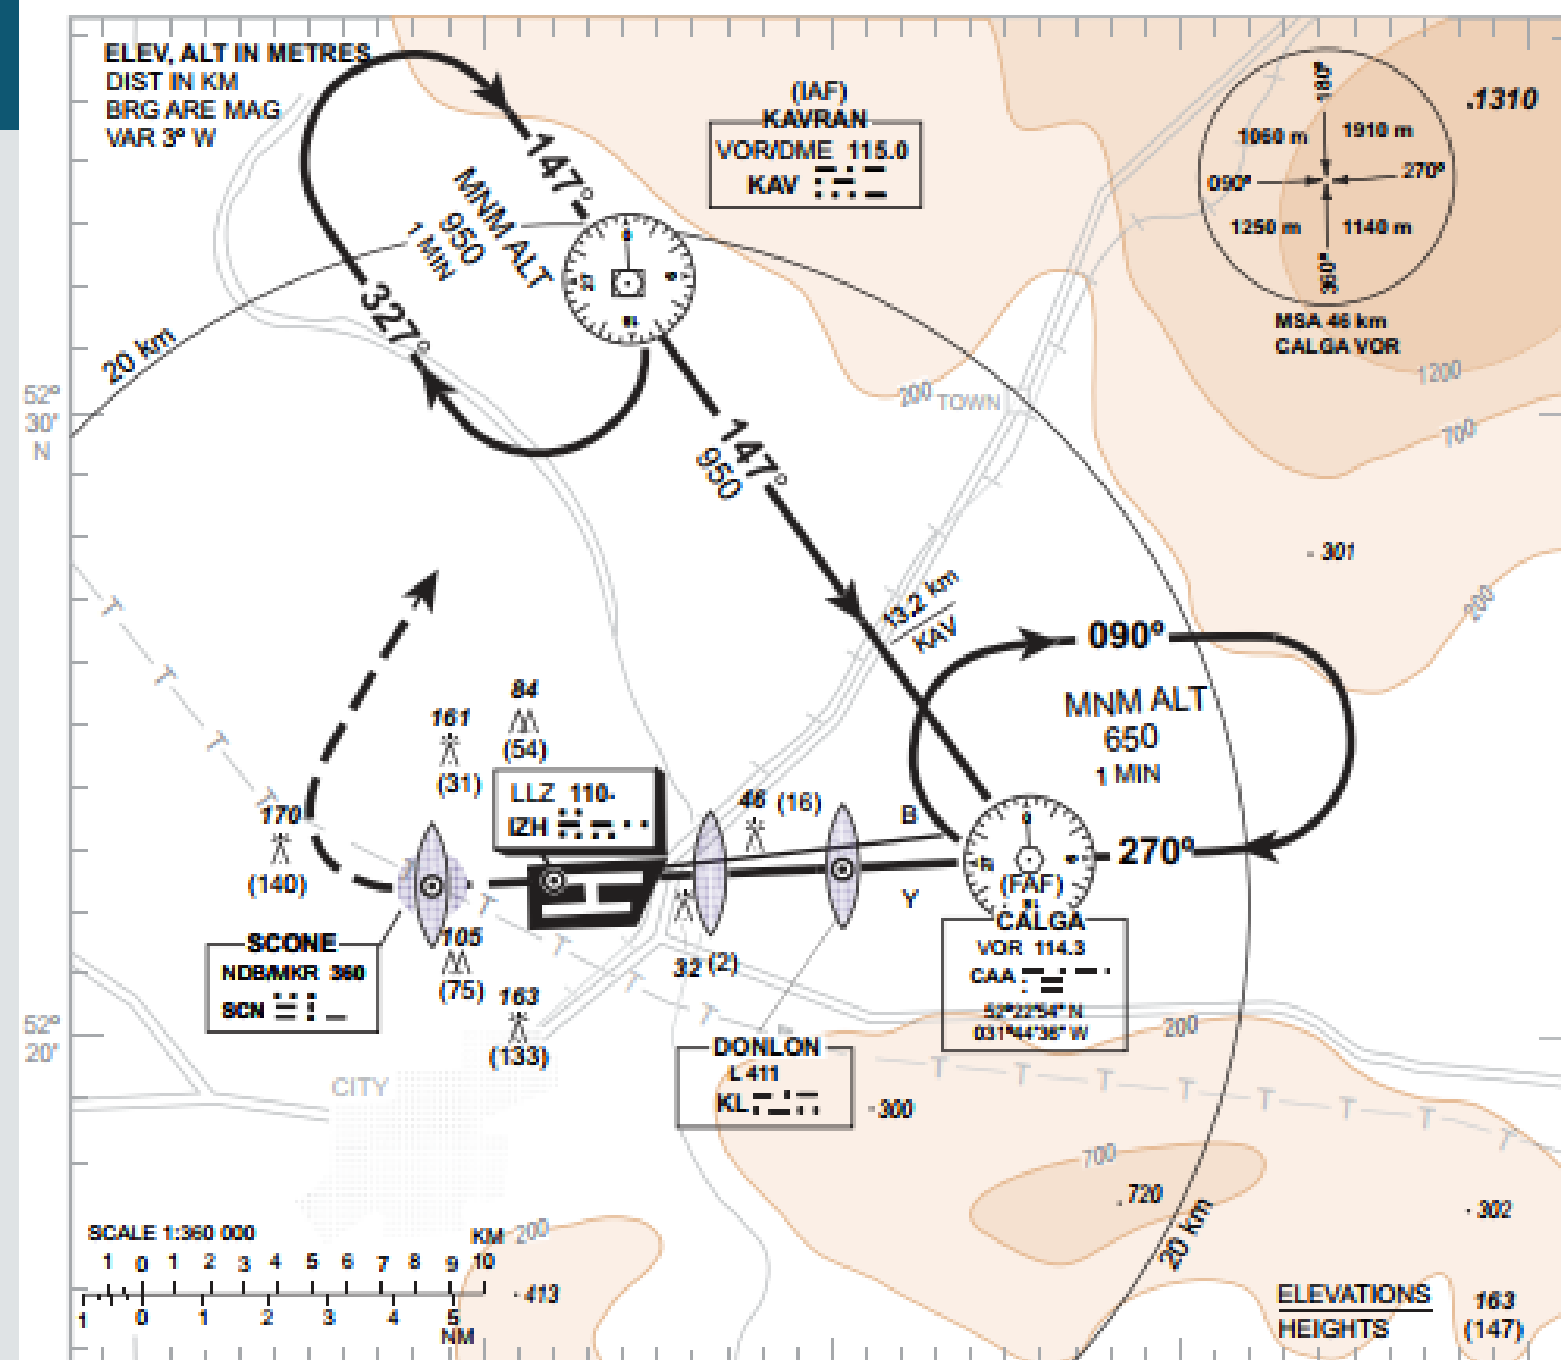 ELEV, ALT IN METRES
DIST IN KM
BRG ARE MAG
VAR 3° W
(IAF)
KAVRAN
VOR/DME 115.0
KAV
.1310
180°
1060 m
1910 m
090°
270°
1250 m
1140 m
360°
MSA 46 km
CALGA VOR
147°
MNM ALT
950
1 MIN
327°
20 km
52°
30'
N
200
TOWN
1200
700
147°
950
301
200
13.2 km
KAV
090°
MNM ALT
650
1 MIN
270°
84
(54)
161
(31)
LLZ 110-
IZH
170
(140)
46 (16)
B
Y
(FAF)
CALGA
VOR 114.3
CAA
52°22'54" N
031°44'36" W
SCONE
NDB/MKR 360
SCN
105
(75)
163
(133)
32 (2)
52°
20'
CITY
DONLON
L 411
KL
300
200
T
700
720
302
20 km
SCALE 1:360 000
KM
200
1 0 1 2 3 4 5 6 7 8 9 10
1 0 1 2 3 4 5
NM
413
ELEVATIONS 163
HEIGHTS (147)